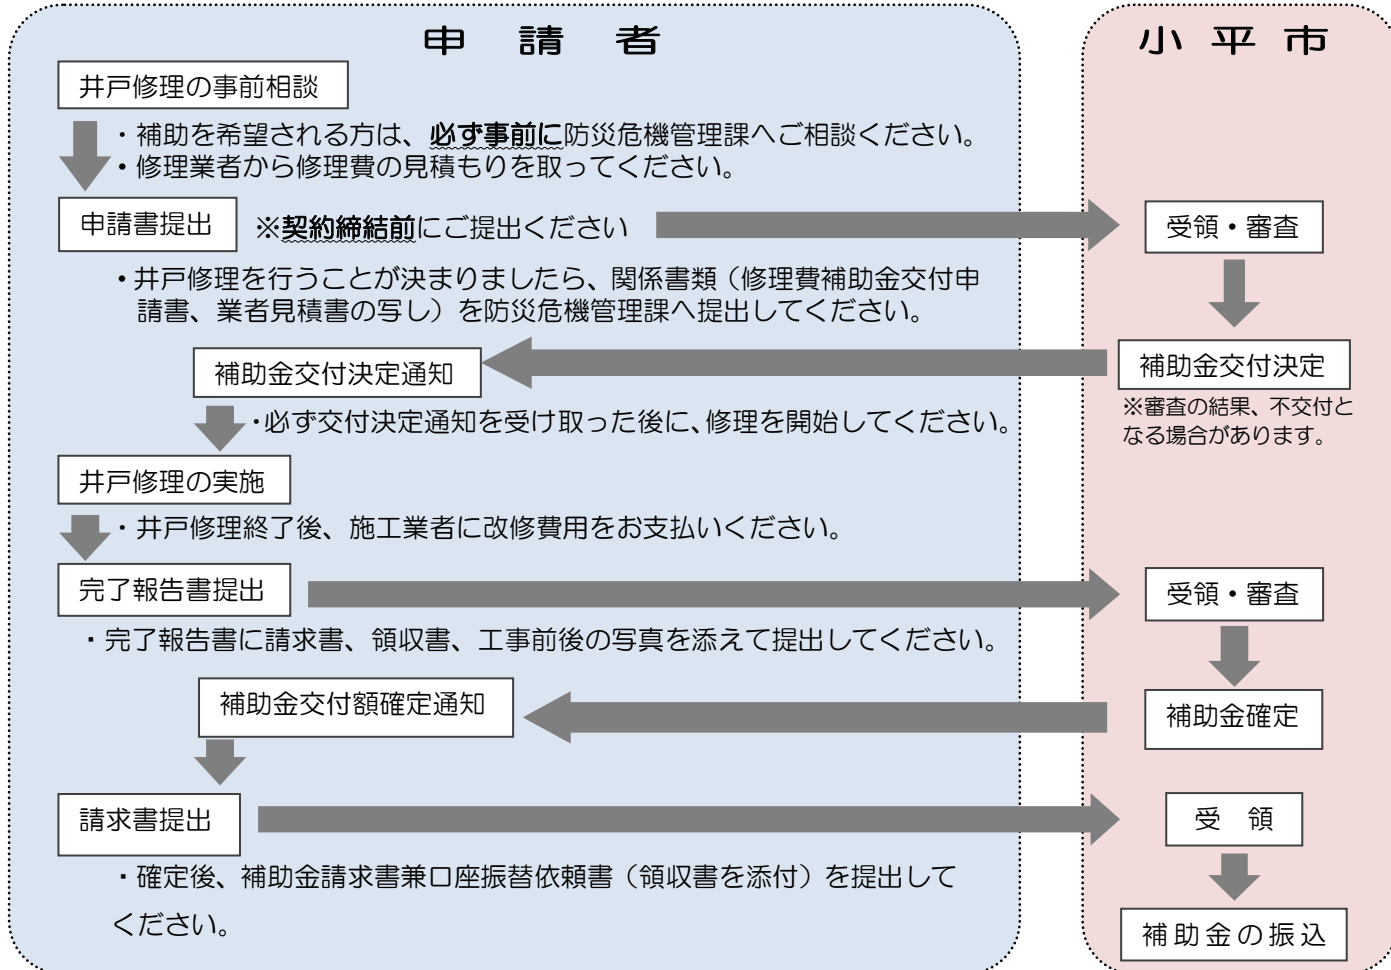 申 請 者
小 平 市
井戸修理の事前相談
・補助を希望される方は、必ず事前に防災危機管理課へご相談ください。
・修理業者から修理費の見積もりを取ってください。
申請書提出
※契約締結前にご提出ください
受領・審査
・井戸修理を行うことが決まりましたら、関係書類（修理費補助金交付申
請書、業者見積書の写し）を防災危機管理課へ提出してください。
補助金交付決定通知
補助金交付決定
※審査の結果、不交付と
なる場合があります。
・必ず交付決定通知を受け取った後に、修理を開始してください。
井戸修理の実施
・井戸修理終了後、施工業者に改修費用をお支払いください。
完了報告書提出
受領・審査
・完了報告書に請求書、領収書、工事前後の写真を添えて提出してください。
補助金交付額確定通知
補助金確定
請求書提出
受 領
・確定後、補助金請求書兼口座振替依頼書（領収書を添付）を提出して
ください。
補助金の振込